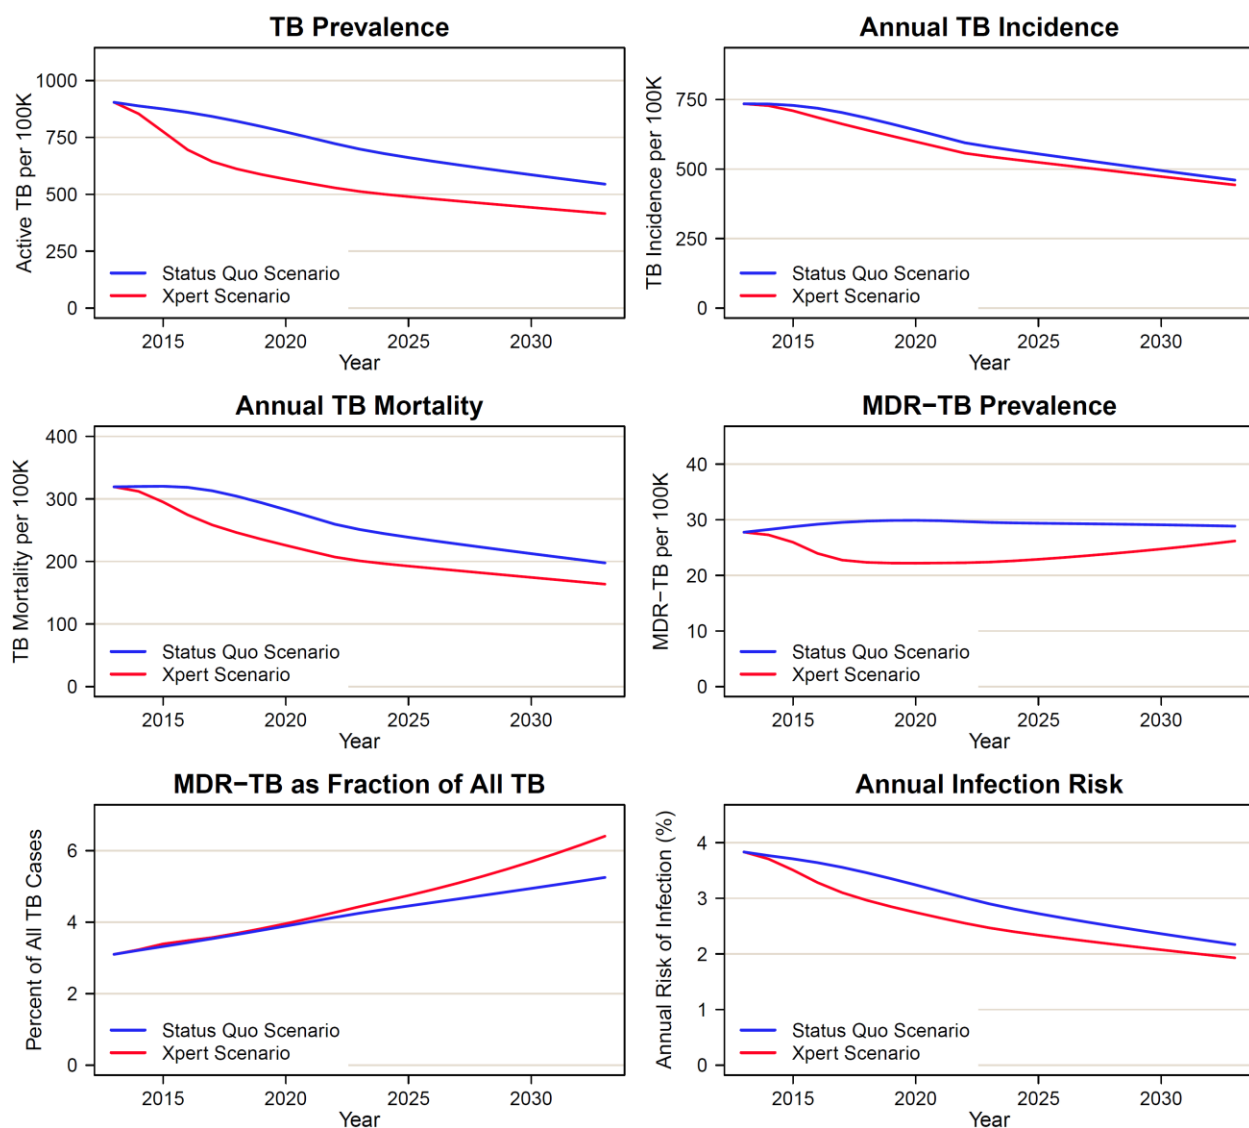 TB Prevalence
Active TB per 100K
1000
750
500
250
0
Status Quo Scenario
Xpert Scenario
2015 2020 2025 2030
Year
Annual TB Incidence
TB Incidence per 100K
750
500
250
0
Status Quo Scenario
Xpert Scenario
2015 2020 2025 2030
Year
Annual TB Mortality
TB Mortality per 100K
400
300
200
100
0
Status Quo Scenario
Xpert Scenario
2015 2020 2025 2030
Year
MDR−TB Prevalence
MDR−TB per 100K
40
30
20
10
0
Status Quo Scenario
Xpert Scenario
2015 2020 2025 2030
Year
MDR−TB as Fraction of All TB
Percent of All TB Cases
6
4
2
0
Status Quo Scenario
Xpert Scenario
2015 2020 2025 2030
Year
Annual Infection Risk
Annual Risk of Infection (%)
4
3
2
1
0
Status Quo Scenario
Xpert Scenario
2015 2020 2025 2030
Year